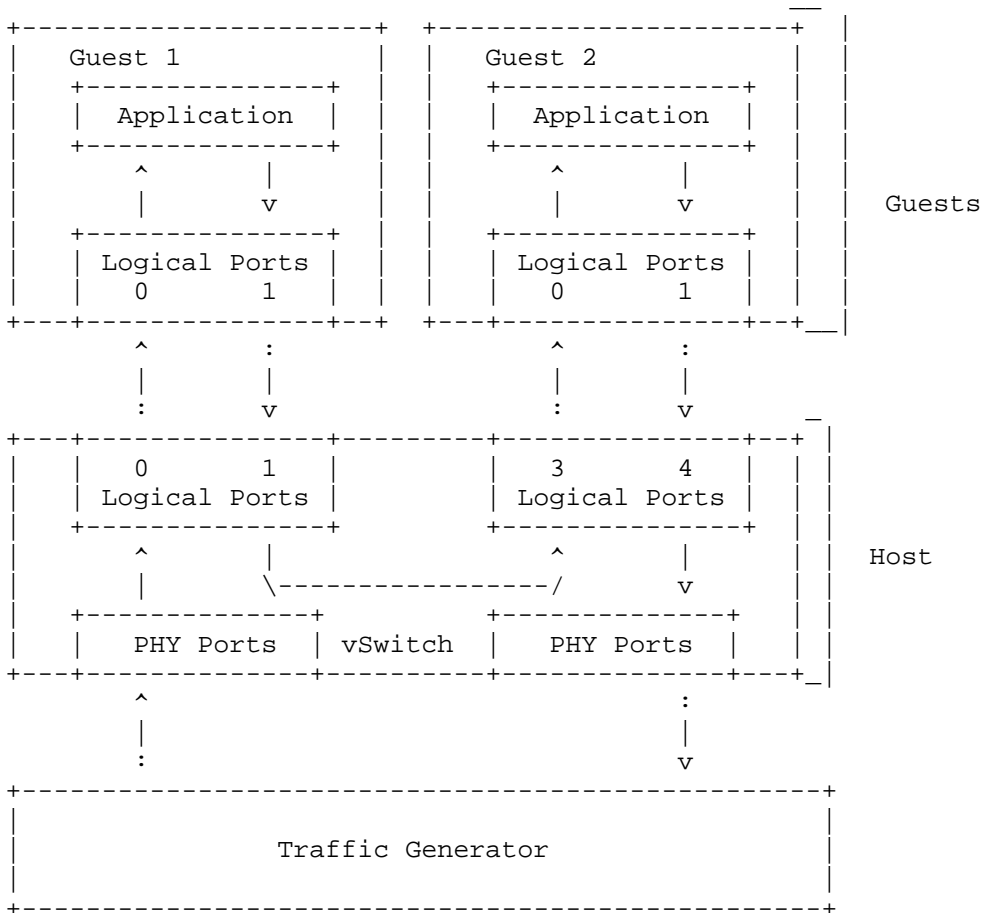 Guest 1 Guest 2
Application Application
v v Guests
Logical Ports Logical Ports
0 1 0 1
v v
0 1 3 4
Logical Ports Logical Ports
Host
v
PHY Ports vSwitch PHY Ports
v
Traffic Generator